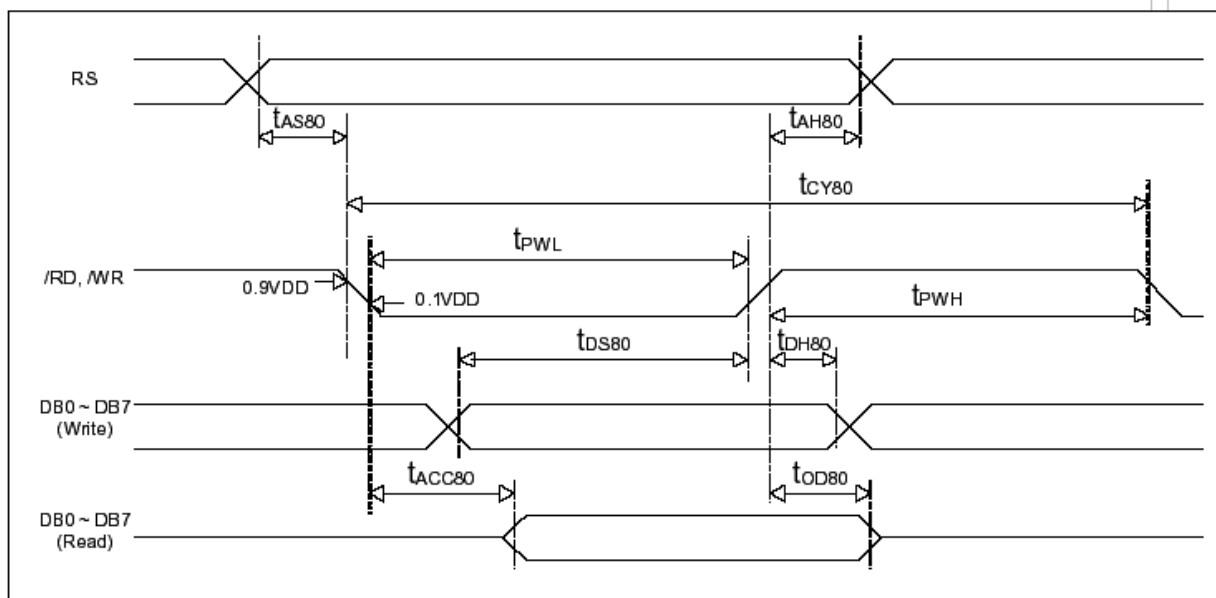 RS
tAS80
tAH80
tCY80
tPWL
/RD, /WR
0.9VDD
0.1VDD
tPWH
tDS80
tDH80
DB0 ~ DB7
(Write)
tACC80
tOD80
DB0 ~ DB7
(Read)